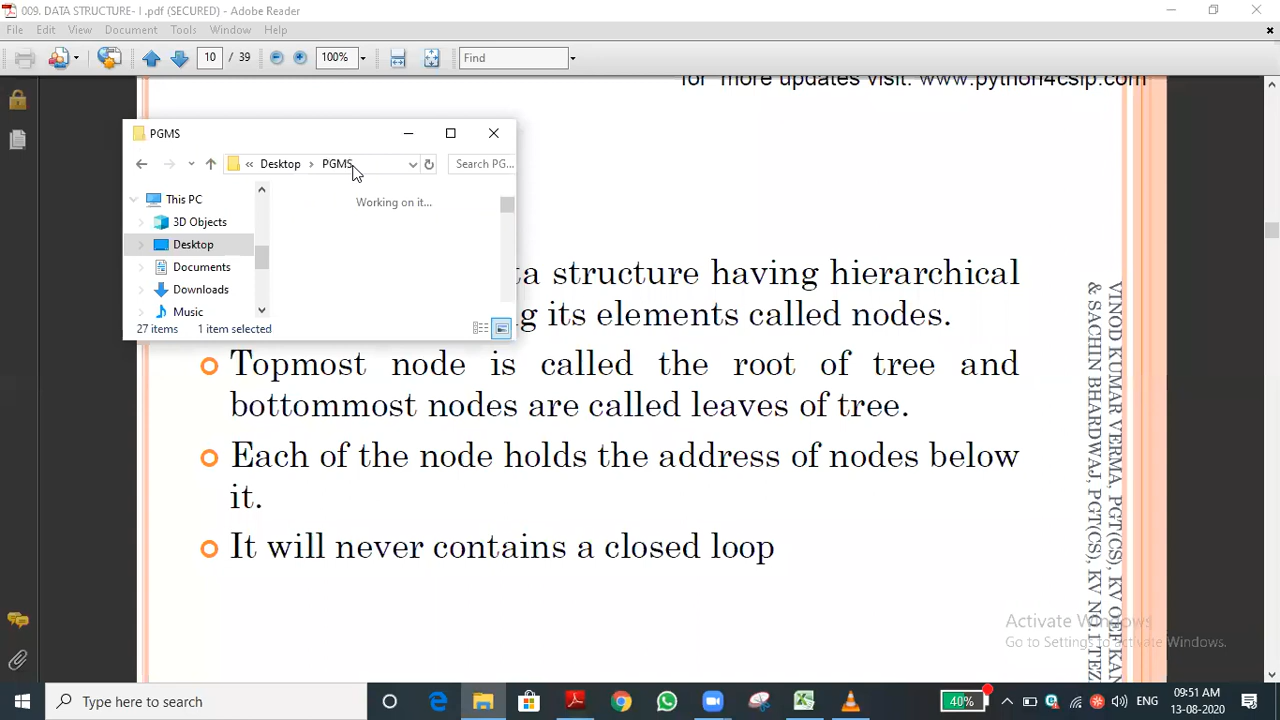 009. DATA STRUCTURE- I .pdf (SECURED) - Adobe Reader
File Edit View Document Tools Window Help
10 / 39 100% Find
for more updates visit: www.python4csip.com
PGMS
« Desktop › PGMS Search PG...
This PC
Working on it...
3D Objects
Desktop
Documents
Downloads
Music
27 items 1 item selected
ta structure having hierarchical
g its elements called nodes.
Topmost node is called the root of tree and
bottommost nodes are called leaves of tree.
Each of the node holds the address of nodes below
it.
It will never contains a closed loop
VINOD KUMAR VERMA, PGT(CS), KV OEF KAN
& SACHIN BHARDWAJ, PGT(CS), KV NO.1 TEZ
Activate Windows
Go to Settings to activate Windows.
Type here to search
40%
ENG
09:51 AM
13-08-2020